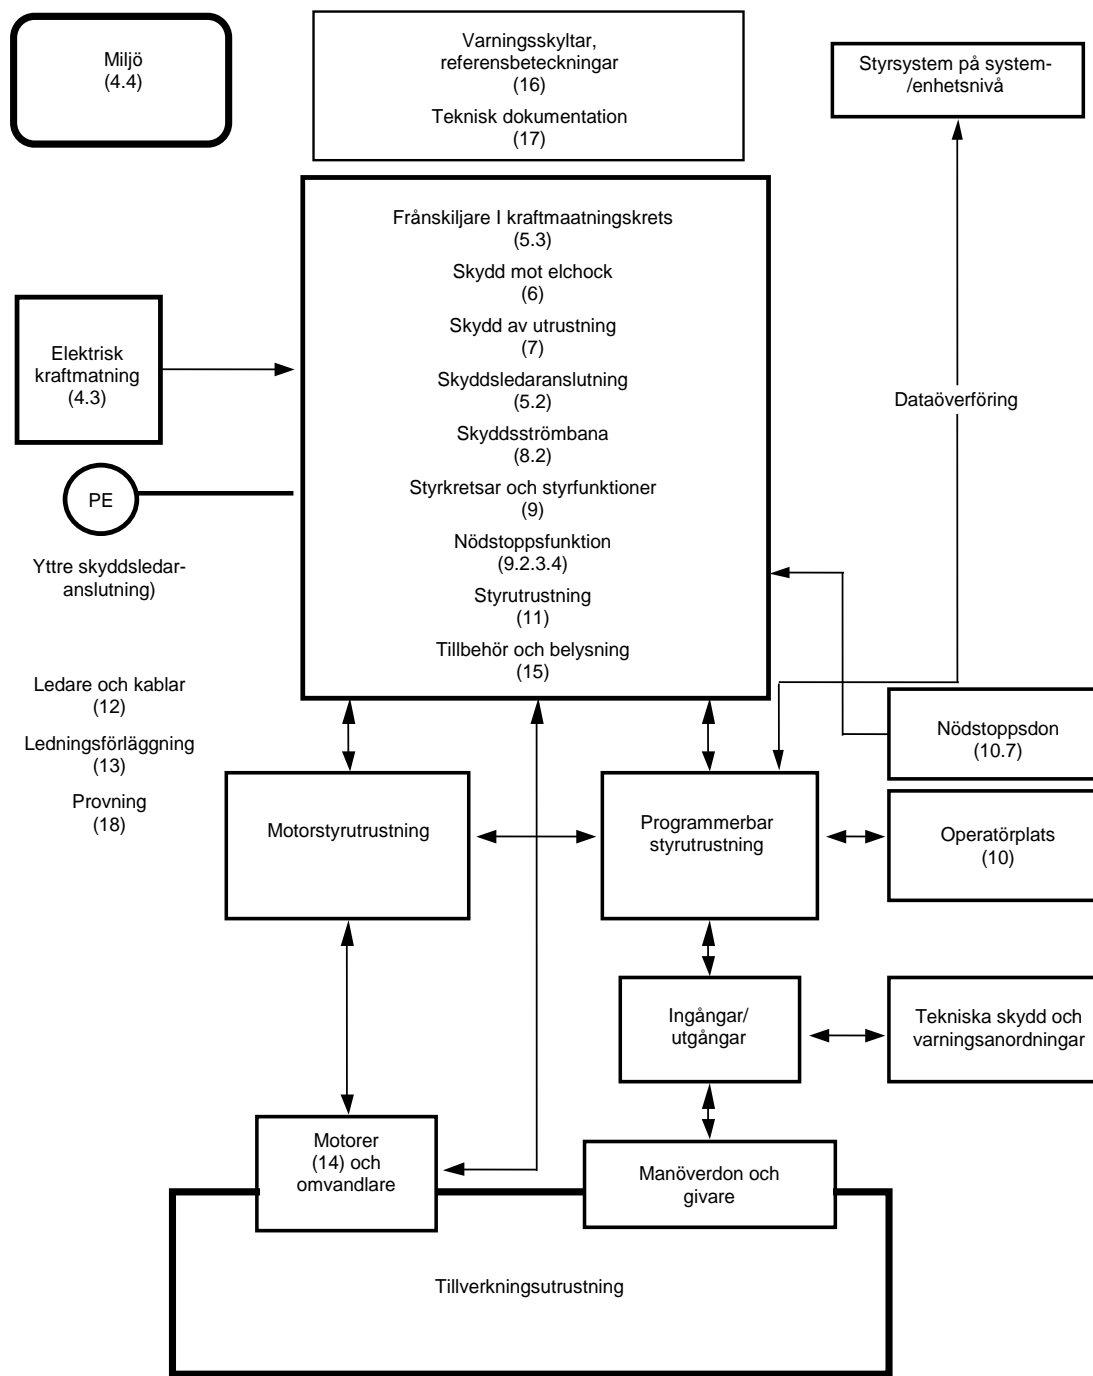 Miljö
(4.4)
Varningsskyltar,
referensbeteckningar
(16)
Teknisk dokumentation
(17)
Styrsystem på system-
/enhetsnivå
Frånskiljare I kraftmaatningskrets
(5.3)
Skydd mot elchock
(6)
Skydd av utrustning
(7)
Skyddsledaranslutning
(5.2)
Skyddsströmbana
(8.2)
Styrkretsar och styrfunktioner
(9)
Nödstoppsfunktion
(9.2.3.4)
Styrutrustning
(11)
Tillbehör och belysning
(15)
Elektrisk
kraftmatning
(4.3)
Dataöverföring
PE
Yttre skyddsledar-
anslutning)
Ledare och kablar
(12)
Ledningsförläggning
(13)
Provning
(18)
Nödstoppsdon
(10.7)
Motorstyrutrustning
Programmerbar
styrutrustning
Operatörplats
(10)
Ingångar/
utgångar
Tekniska skydd och
varningsanordningar
Motorer
(14) och
omvandlare
Manöverdon och
givare
Tillverkningsutrustning